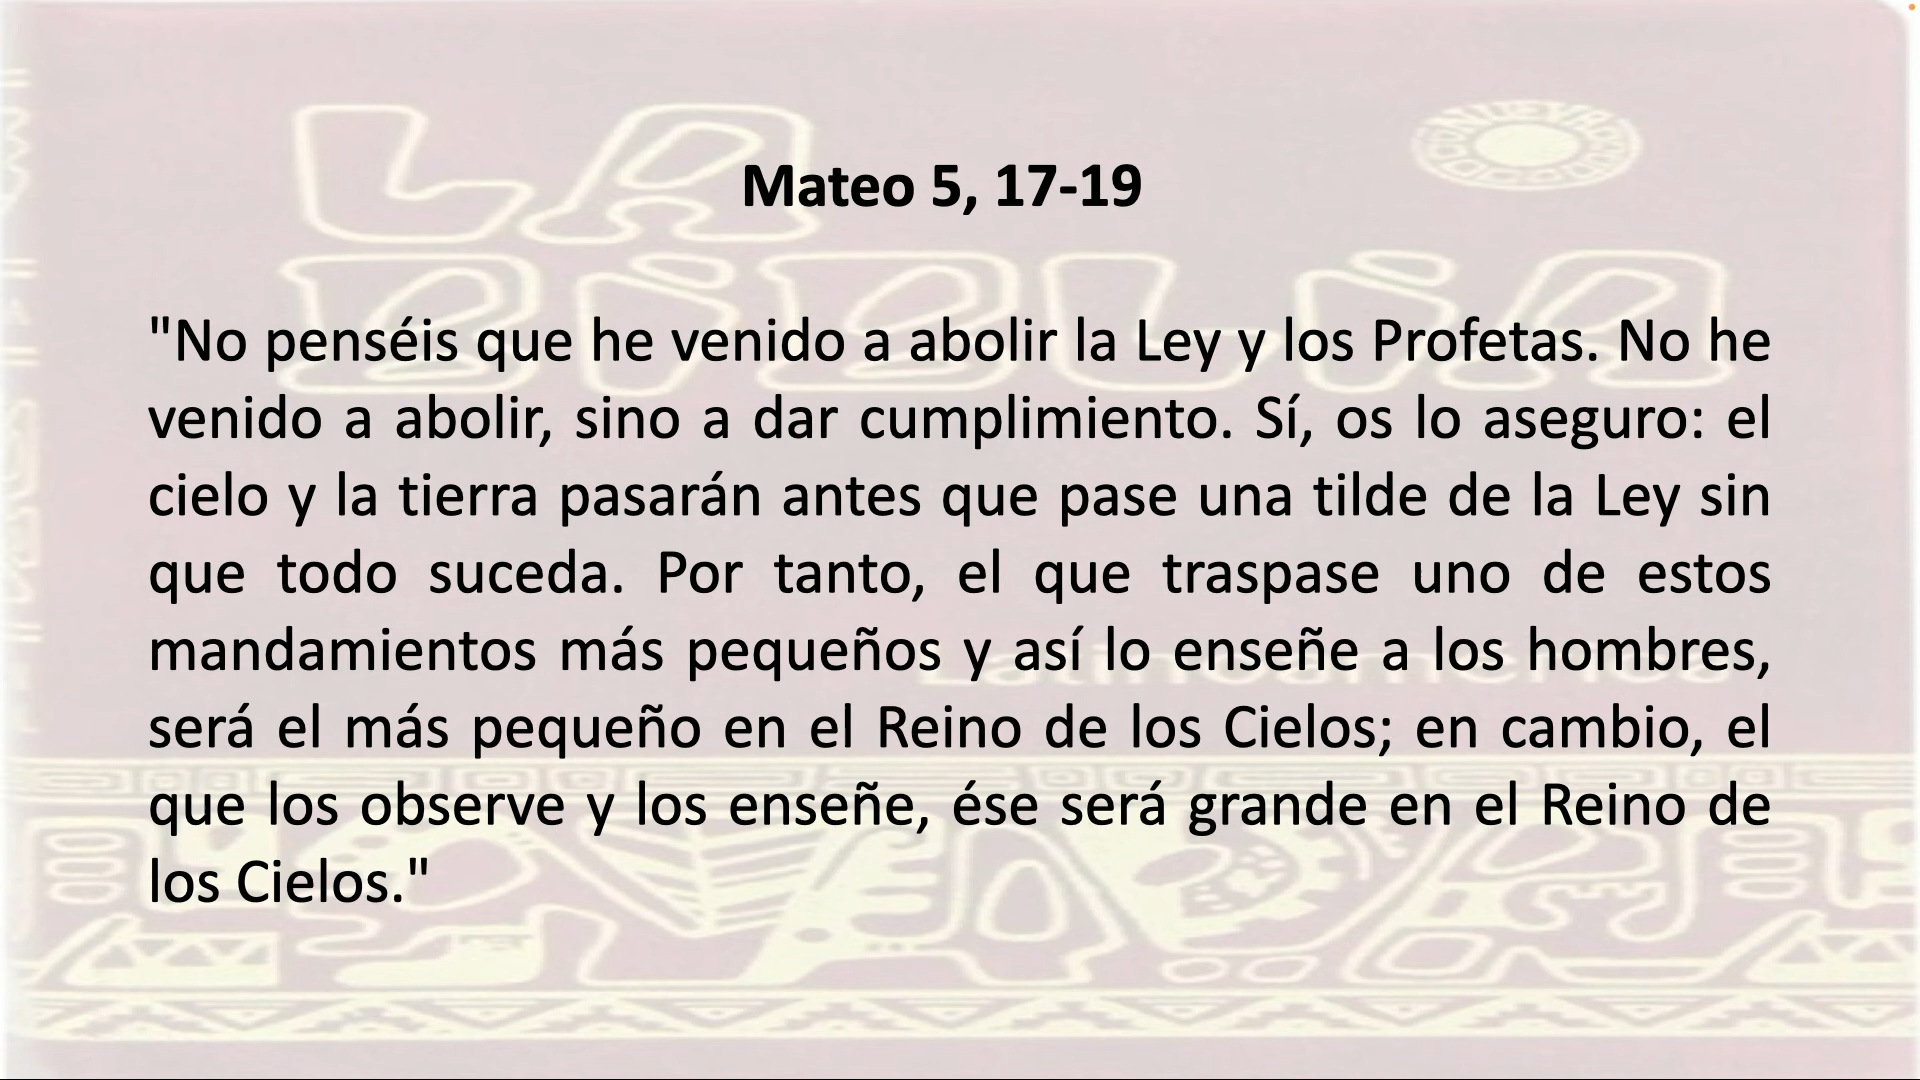 LA
BIBLIA
Mateo 5, 17-19
"No penséis que he venido a abolir la Ley y los Profetas. No he
venido a abolir, sino a dar cumplimiento. Sí, os lo aseguro: el
cielo y la tierra pasarán antes que pase una tilde de la Ley sin
que todo suceda. Por tanto, el que traspase uno de estos
mandamientos más pequeños y así lo enseñe a los hombres,
será el más pequeño en el Reino de los Cielos; en cambio, el
que los observe y los enseñe, ése será grande en el Reino de
los Cielos."